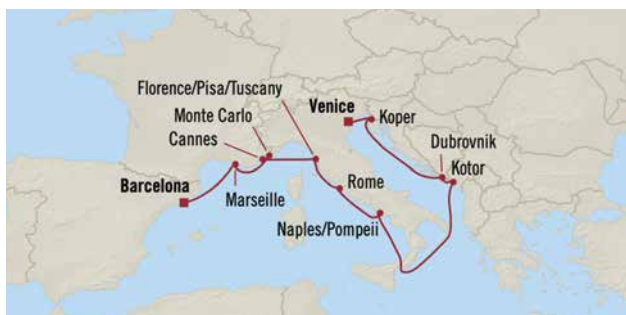 Florence/Pisa/Tuscany
Monte Carlo
Cannes
Venice
Koper
Dubrovnik
Kotor
Barcelona
Marseille
Rome
Naples/Pompeii